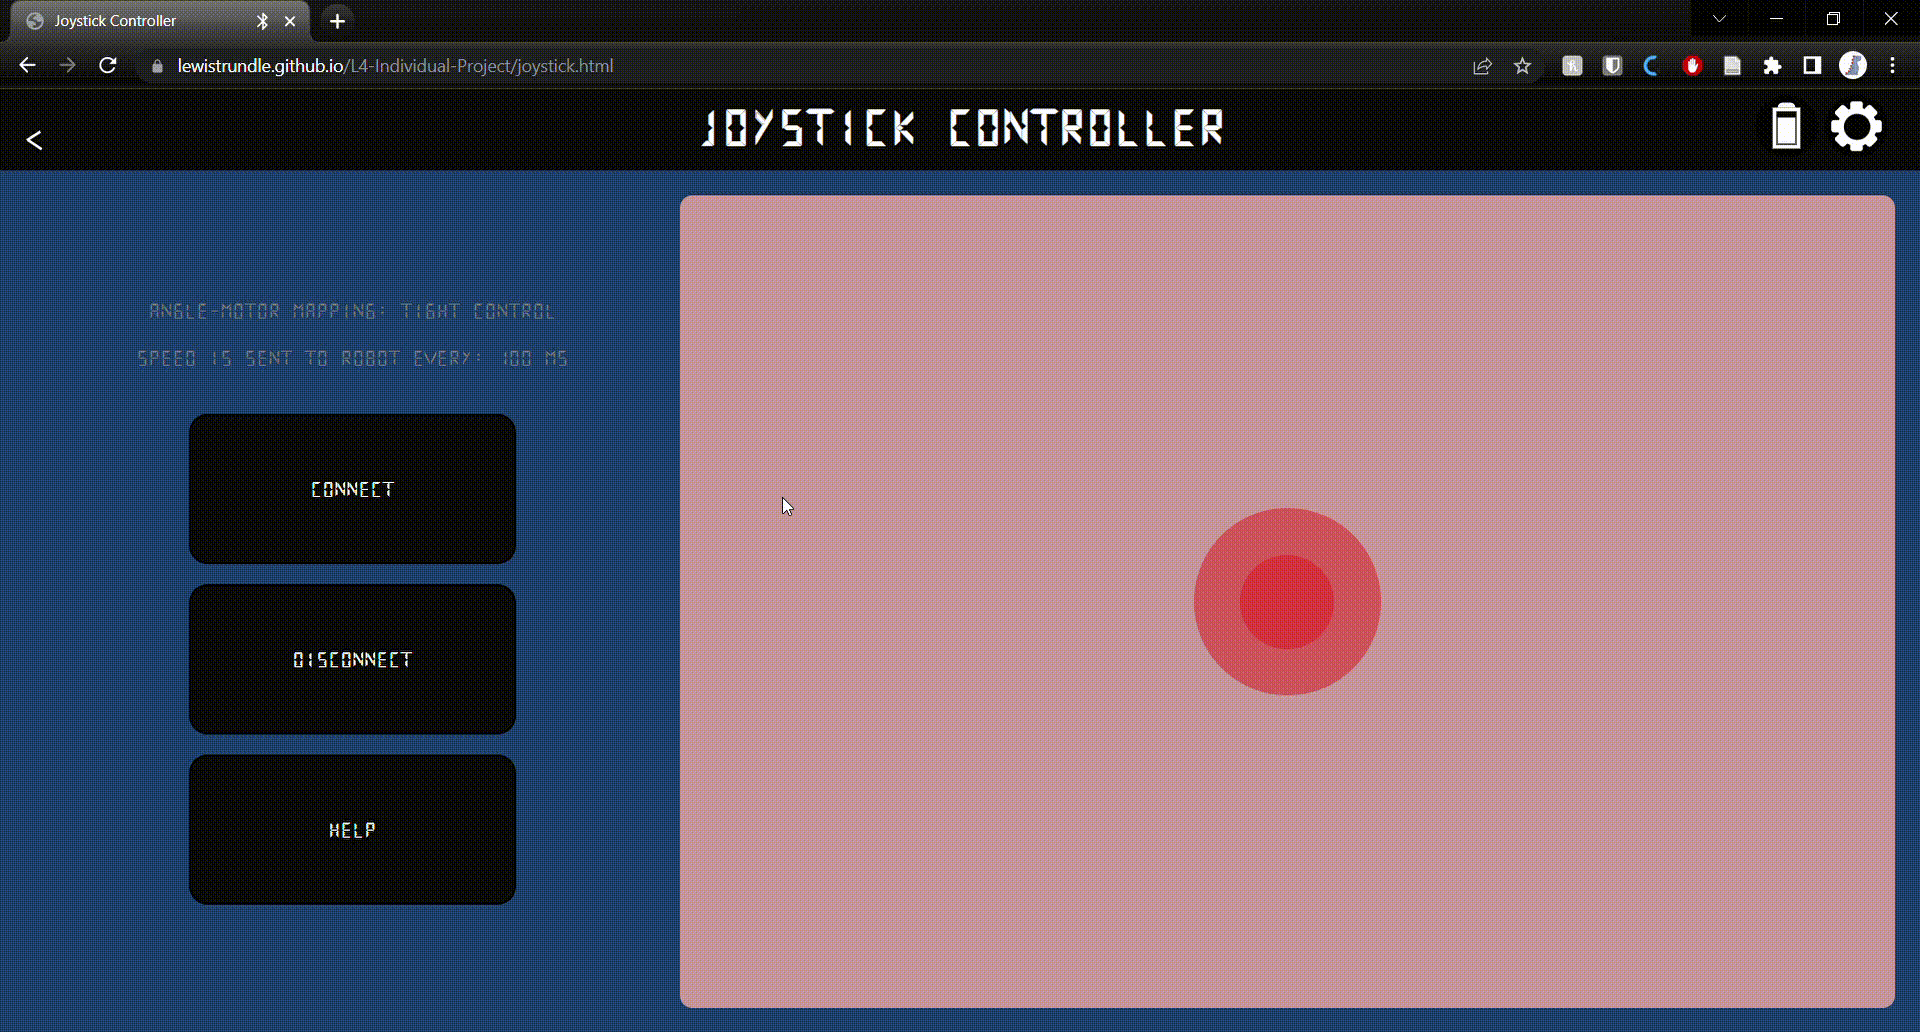 Joystick Controller
lewistrundle.github.io/L4-Individual-Project/joystick.html
JOYSTICK CONTROLLER
ANGLE-MOTOR MAPPING: TIGHT CONTROL
SPEED IS SENT TO ROBOT EVERY: 100 MS
CONNECT
DISCONNECT
HELP